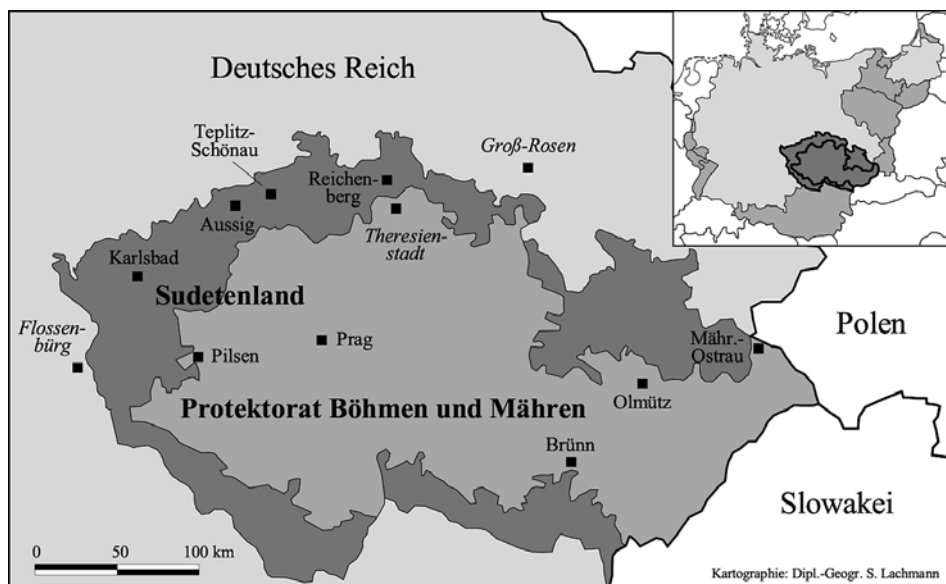 Deutsches Reich
Teplitz-
Schönau
Groß-Rosen
Reichen-
berg
Aussig
Theresien-
stadt
Karlsbad
Sudetenland
Flossen-
bürg
Pilsen
Prag
Polen
Mähr.-
Ostrau
Olmütz
Protektorat Böhmen und Mähren
Brünn
Slowakei
0 50 100 km
Kartographie: Dipl.-Geogr. S. Lachmann